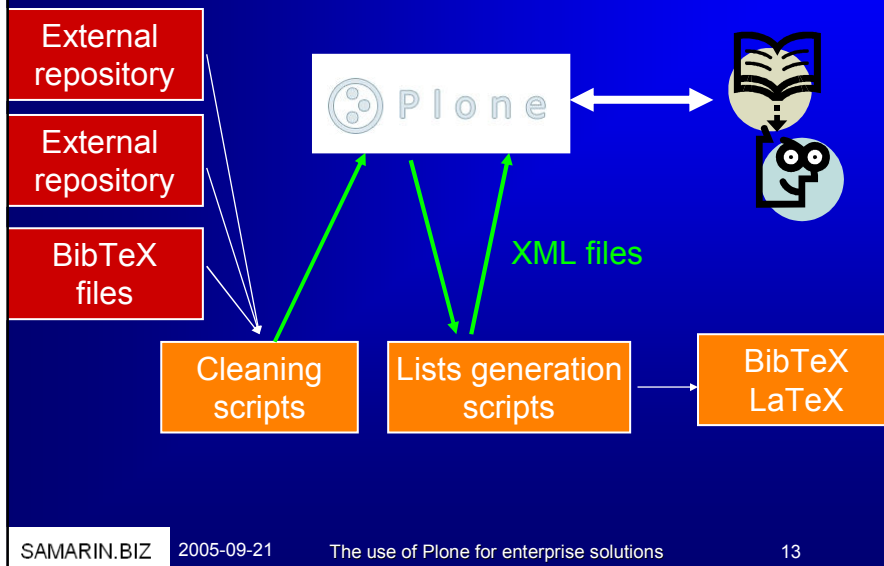 External
repository
Plone
External
repository
BibTeX
files
XML files
Cleaning
scripts
Lists generation
scripts
BibTeX
LaTeX
SAMARIN.BIZ 2005-09-21 The use of Plone for enterprise solutions 13